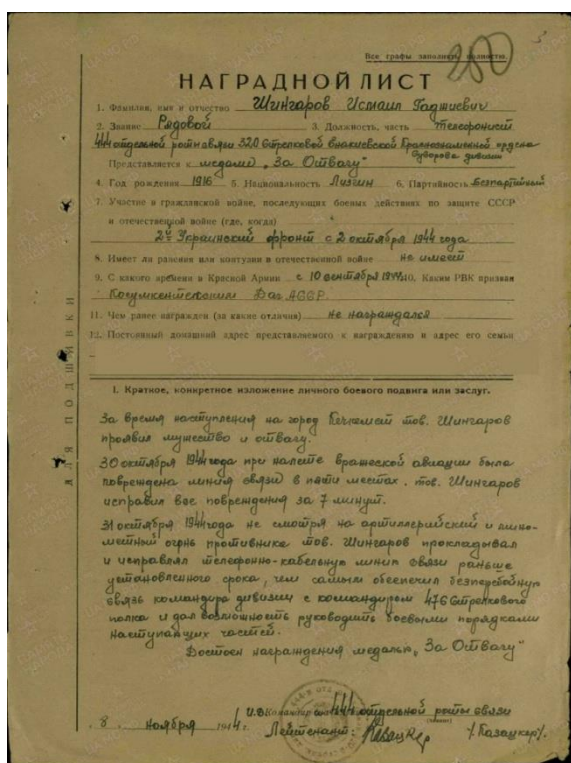 Все графы заполнять полностью.
280
НАГРАДНОЙ ЛИСТ
1. Фамилия, имя и отчество Шингаров Исмаил Гаджиевич
2. Звание Рядовой 3. Должность, часть Телефонист
444 отдельной роты связи 320 Стрелковой Енакиевской Краснознаменной ордена
Суворова дивизии
Представляется к медали „За Отвагу"
4. Год рождения 1916 5. Национальность Лизгин 6. Партийность Безпартийный
7. Участие в гражданской войне, последующих боевых действиях по защите СССР
и отечественной войне (где, когда)
2й Украинский фронт с 2 октября 1944 года
8. Имеет ли ранения или контузии в отечественной войне не имеет
9. С какого времени в Красной Армии с 10 сентября 1944г 10. Каким РВК призван
Касумкентским Даг. АССР.
11. Чем ранее награжден (за какие отличия) не награждался
12. Постоянный домашний адрес представляемого к награждению и адрес его семьи
ДЛЯ ПОДШИВКИ
I. Краткое, конкретное изложение личного боевого подвига или заслуг.
За время наступления на город Кечкемет тов. Шингаров
проявил мужество и отвагу.
30 октября 1944 года при налете вражеской авиации была
повреждена линия связи в пяти местах. тов. Шингаров
исправил все повреждения за 7 минут.
31 октября 1944 года не смотря на артиллерийский и мино-
метный огонь противника тов. Шингаров прокладывал
и исправлял телефонно-кабельную линию связи раньше
установленного срока, чем самым обеспечил безперебойную
связь командира дивизии с командиром 476 Стрелкового
полка и дал возможность руководить боевыми порядками
наступающих частей.
Достоен награждения медалью „За Отвагу"
И.О. Командира 444 отдельной роты связи
8 ноября 1944 г. Лейтенант: /Казацкер/.